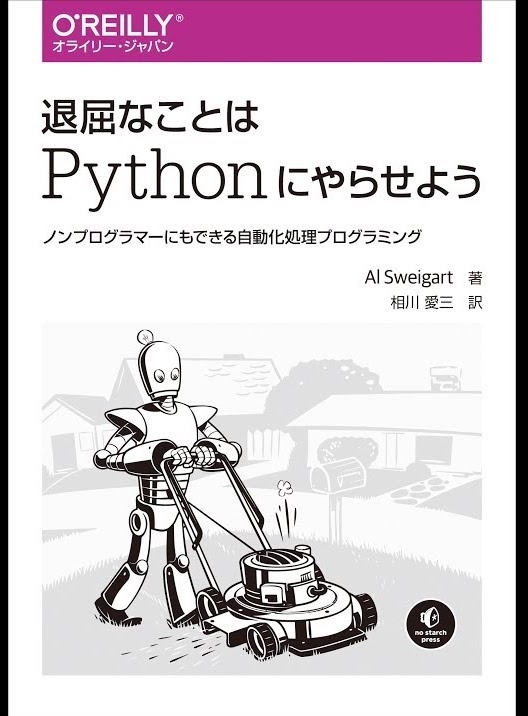 O'REILLY®
オライリー・ジャパン
退屈なことは
Pythonにやらせよう
ノンプログラマーにもできる自動化処理プログラミング
Al Sweigart 著
相川 愛三 訳
no starch
press